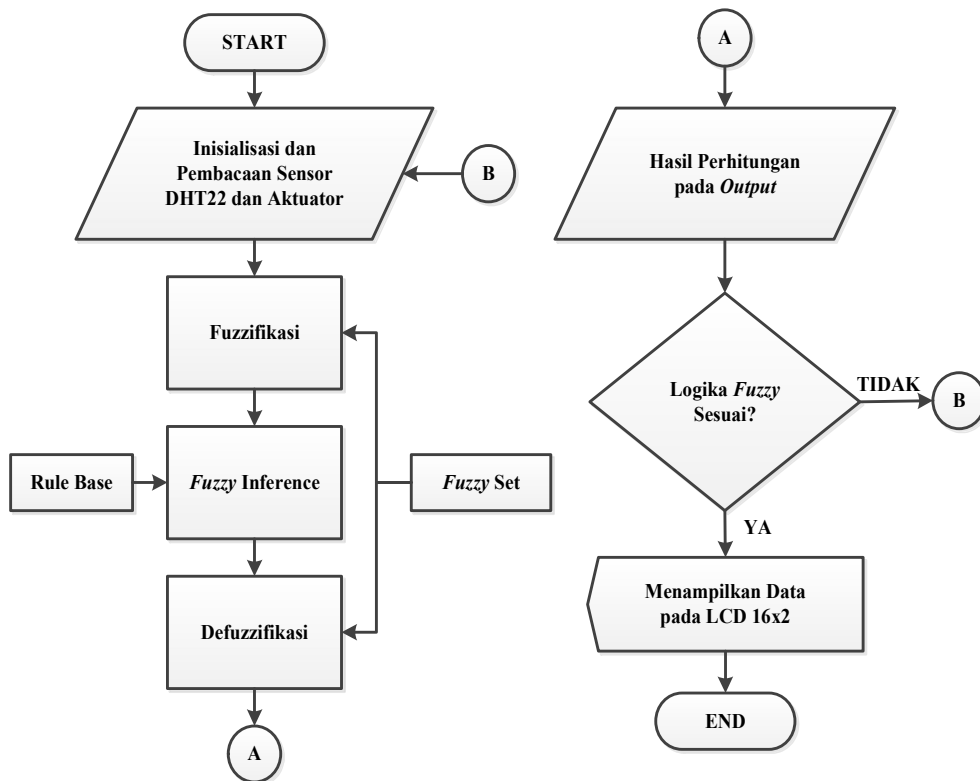 START
Inisialisasi dan
Pembacaan Sensor
DHT22 dan Aktuator
B
Fuzzifikasi
Rule Base
Fuzzy Inference
Fuzzy Set
Defuzzifikasi
A
A
Hasil Perhitungan
pada Output
Logika Fuzzy
Sesuai?
TIDAK
B
YA
Menampilkan Data
pada LCD 16x2
END